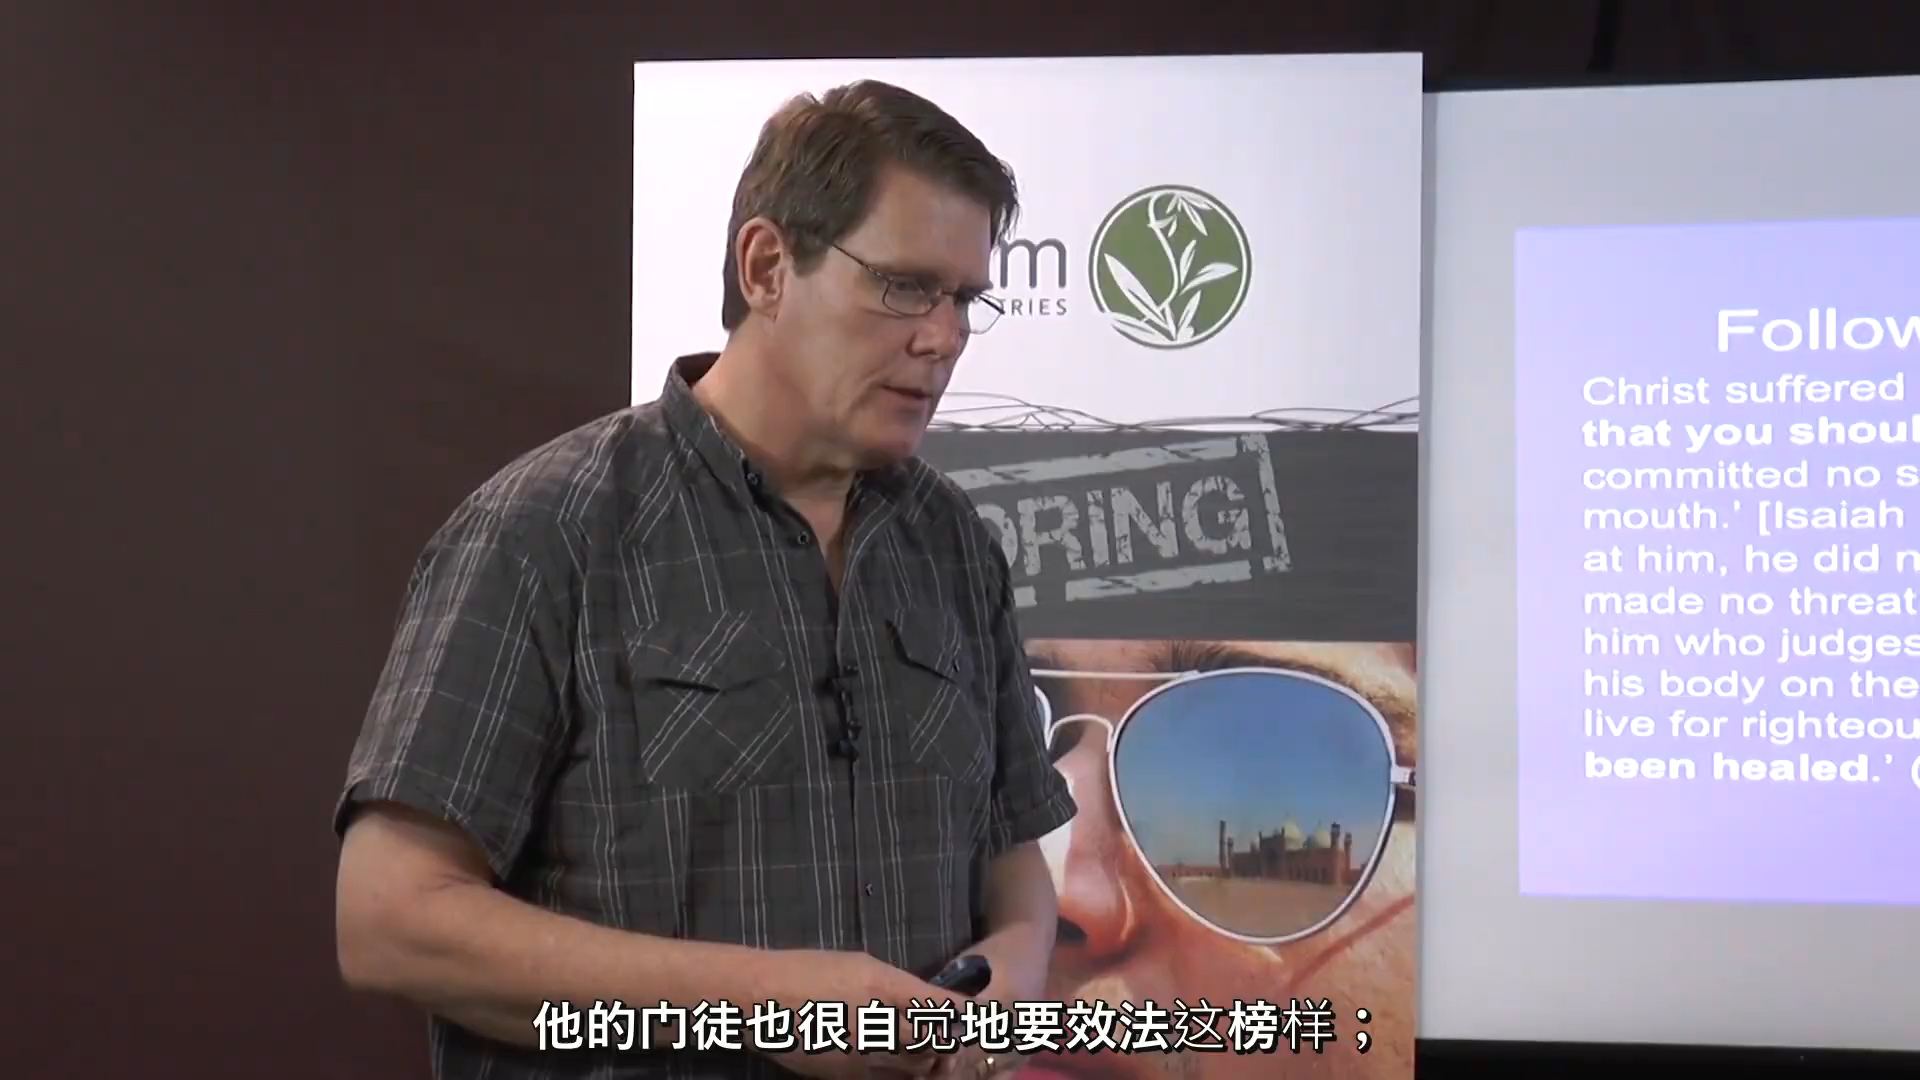 TRIES
Follow
Christ suffered
that you shoul
committed no s
mouth.’ [Isaiah
at him, he did n
made no threat
him who judges
his body on the
live for righteou
been healed.’ (
ORING
他的门徒也很自觉地要效法这榜样；